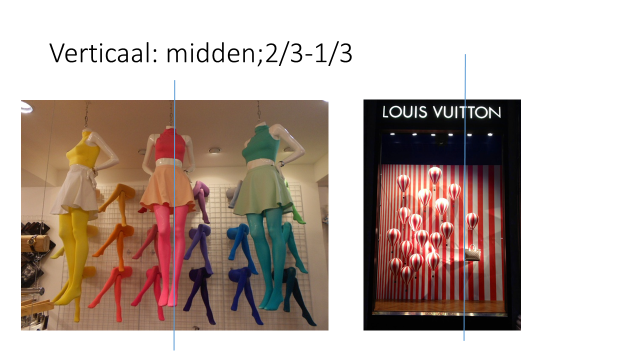 Verticaal: midden;2/3-1/3
LOUIS VUITTON